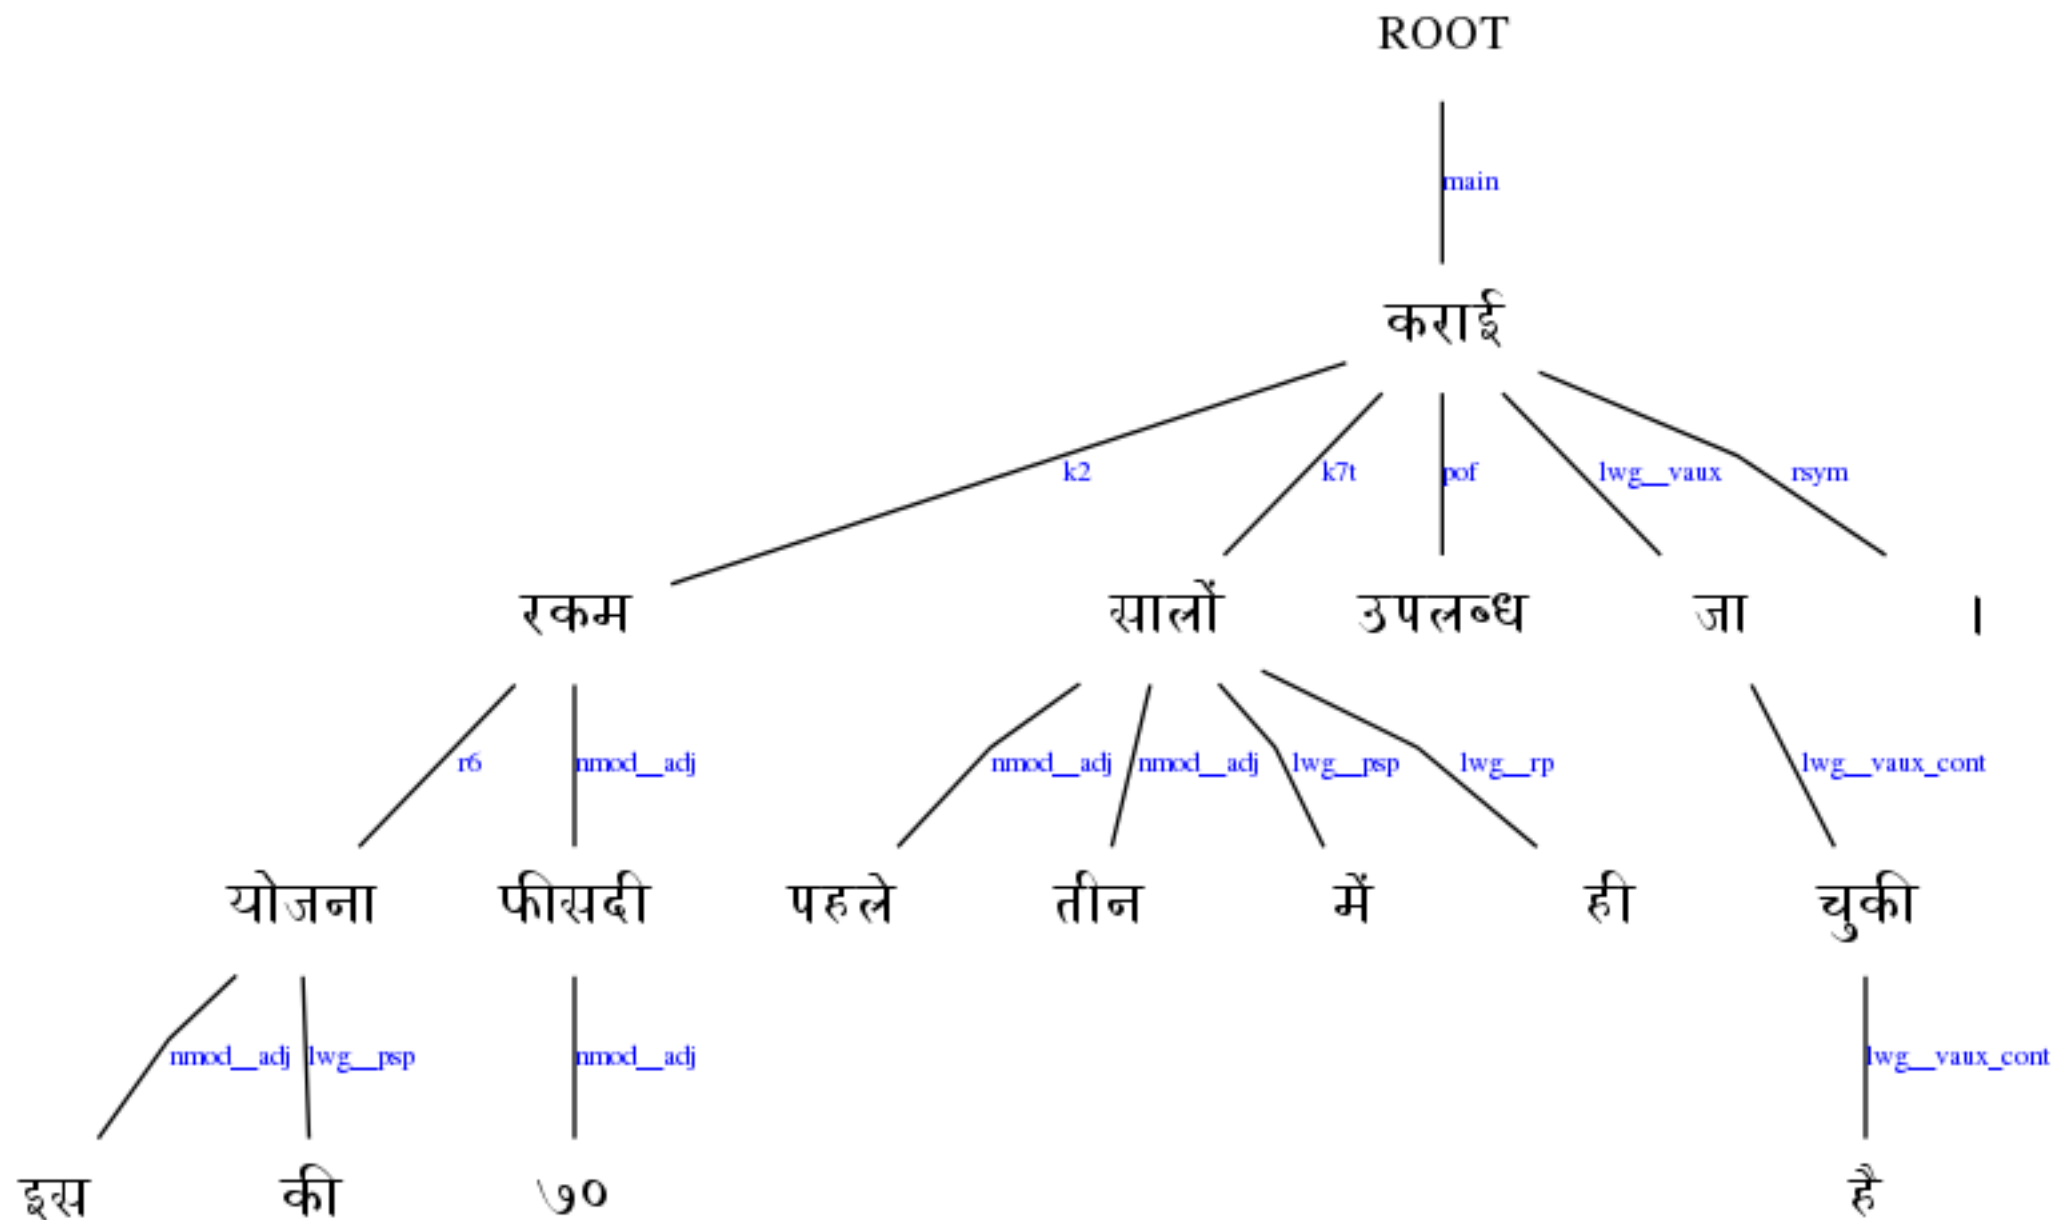 ROOT
main
कराई
k2 k7t pof lwg__vaux rsym
रकम सालों उपलब्ध जा ।
r6 nmod__adj nmod__adj nmod__adj lwg__psp lwg__rp lwg__vaux_cont
योजना फीसदी पहले तीन में ही चुकी
nmod__adj lwg__psp nmod__adj lwg__vaux_cont
इस की ७० है